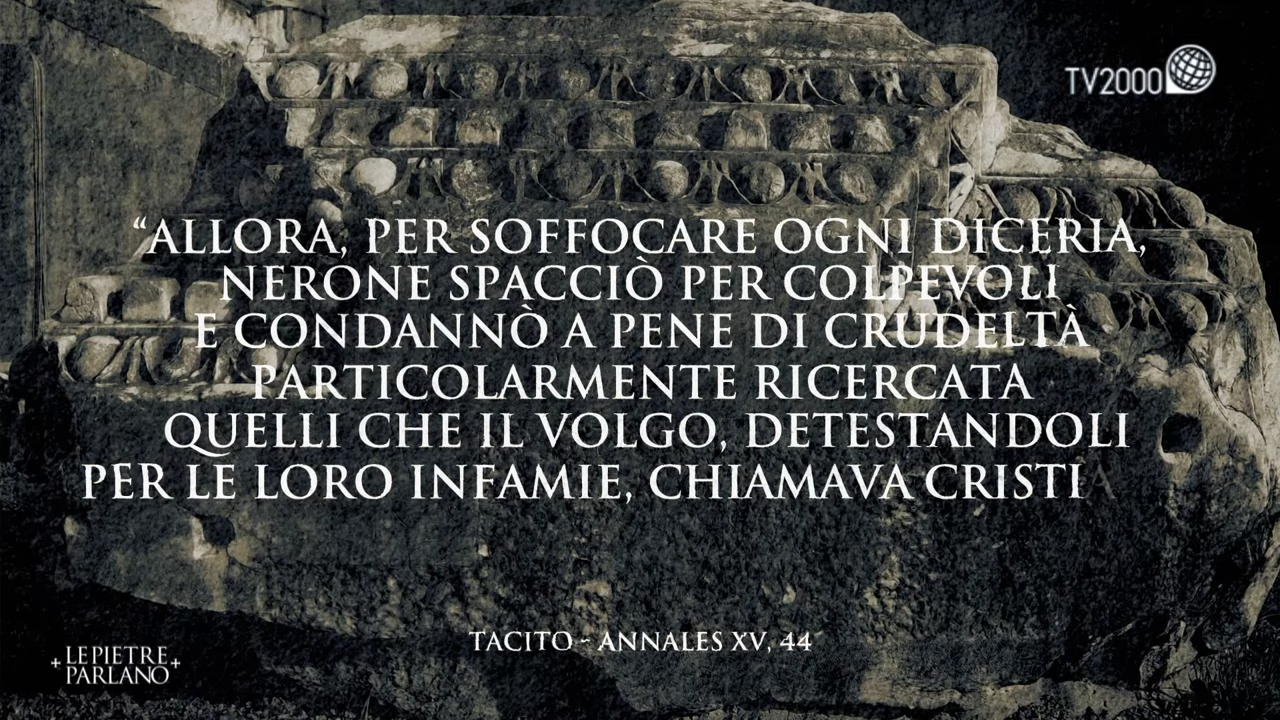 TV2000
“ALLORA, PER SOFFOCARE OGNI DICERIA,
NERONE SPACCIÒ PER COLPEVOLI
E CONDANNÒ A PENE DI CRUDELTÀ
PARTICOLARMENTE RICERCATA
QUELLI CHE IL VOLGO, DETESTANDOLI
PER LE LORO INFAMIE, CHIAMAVA CRISTIA
TACITO - ANNALES XV, 44
+ LE PIETRE +
PARLANO